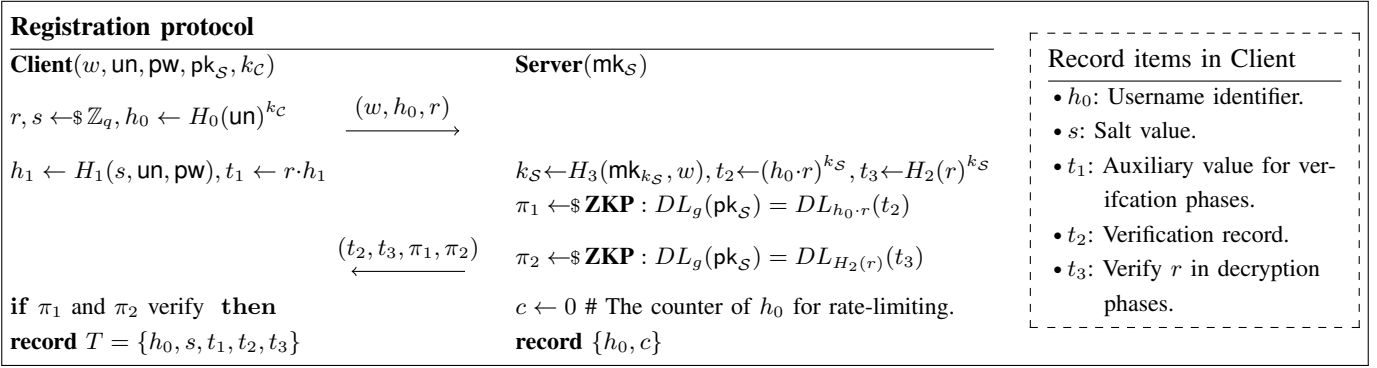 Registration protocol
Client(w, un, pw, pk_𝒮, k_𝒞) Server(mk_𝒮)
r, s ←$ ℤ_q, h_0 ← H_0(un)^{k_𝒞} (w, h_0, r)
h_1 ← H_1(s, un, pw), t_1 ← r·h_1 k_𝒮←H_3(mk_{k_𝒮}, w), t_2←(h_0·r)^{k_𝒮}, t_3←H_2(r)^{k_𝒮}
π_1 ←$ ZKP : DL_g(pk_𝒮) = DL_{h_0·r}(t_2)
(t_2, t_3, π_1, π_2) π_2 ←$ ZKP : DL_g(pk_𝒮) = DL_{H_2(r)}(t_3)
if π_1 and π_2 verify then c ← 0 # The counter of h_0 for rate-limiting.
record T = {h_0, s, t_1, t_2, t_3} record {h_0, c}
Record items in Client
• h_0: Username identifier.
• s: Salt value.
• t_1: Auxiliary value for ver-
ifcation phases.
• t_2: Verification record.
• t_3: Verify r in decryption
phases.